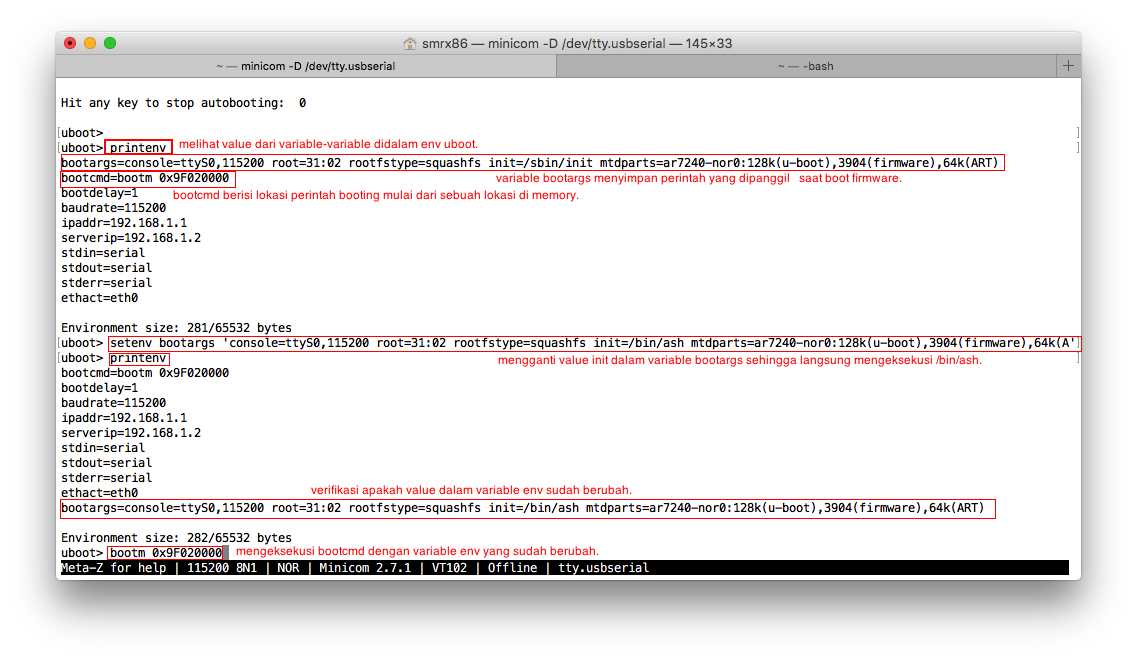 smrx86 — minicom -D /dev/tty.usbserial — 145×33
~ — minicom -D /dev/tty.usbserial
~ — -bash
+
Hit any key to stop autobooting:  0
[uboot> ]
[uboot> printenv ]
melihat value dari variable-variable didalam env uboot.
bootargs=console=ttyS0,115200 root=31:02 rootfstype=squashfs init=/sbin/init mtdparts=ar7240-nor0:128k(u-boot),3904(firmware),64k(ART)
bootcmd=bootm 0x9F020000
variable bootargs menyimpan perintah yang dipanggil   saat boot firmware.
bootdelay=1
bootcmd berisi lokasi perintah booting mulai dari sebuah lokasi di memory.
baudrate=115200
ipaddr=192.168.1.1
serverip=192.168.1.2
stdin=serial
stdout=serial
stderr=serial
ethact=eth0
Environment size: 281/65532 bytes
[uboot> setenv bootargs 'console=ttyS0,115200 root=31:02 rootfstype=squashfs init=/bin/ash mtdparts=ar7240-nor0:128k(u-boot),3904(firmware),64k(A']
[uboot> printenv ]
mengganti value init dalam variable bootargs sehingga langsung mengeksekusi /bin/ash.
bootcmd=bootm 0x9F020000
bootdelay=1
baudrate=115200
ipaddr=192.168.1.1
serverip=192.168.1.2
stdin=serial
stdout=serial
stderr=serial
ethact=eth0
verifikasi apakah value dalam variable env sudah berubah.
bootargs=console=ttyS0,115200 root=31:02 rootfstype=squashfs init=/bin/ash mtdparts=ar7240-nor0:128k(u-boot),3904(firmware),64k(ART)
Environment size: 282/65532 bytes
uboot> bootm 0x9F020000
mengeksekusi bootcmd dengan variable env yang sudah berubah.
Meta-Z for help | 115200 8N1 | NOR | Minicom 2.7.1 | VT102 | Offline | tty.usbserial